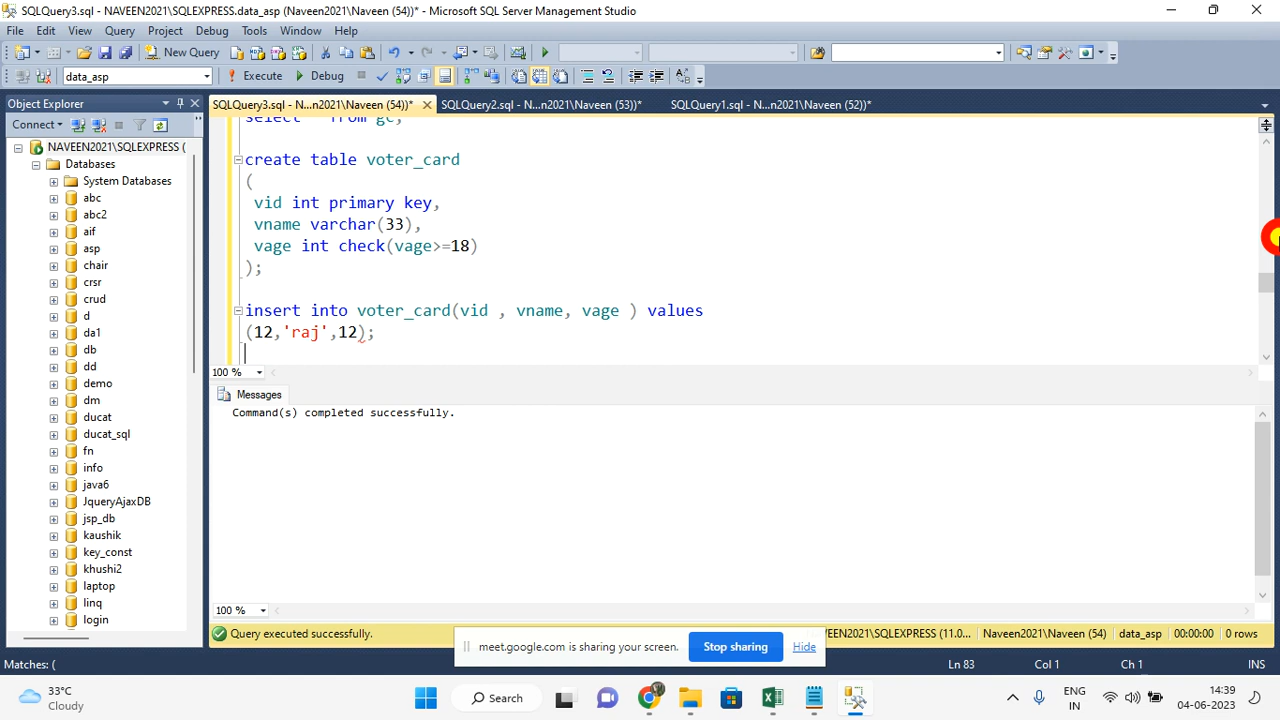 SQLQuery3.sql - NAVEEN2021\SQLEXPRESS.data_asp (Naveen2021\Naveen (54))* - Microsoft SQL Server Management Studio
File Edit View Query Project Debug Tools Window Help
New Query
data_asp Execute Debug
Object Explorer
SQLQuery3.sql - N...n2021\Naveen (54))* SQLQuery2.sql - N...n2021\Naveen (53))* SQLQuery1.sql - N...n2021\Naveen (52))*
Connect
NAVEEN2021\SQLEXPRESS (
Databases
System Databases
abc
abc2
aif
asp
chair
crsr
crud
d
da1
db
dd
demo
dm
ducat
ducat_sql
fn
info
java6
JqueryAjaxDB
jsp_db
kaushik
key_const
khushi2
laptop
linq
login
select * from gc;
create table voter_card
(
vid int primary key,
vname varchar(33),
vage int check(vage>=18)
);
insert into voter_card(vid , vname, vage ) values
(12,'raj',12);
100 %
Messages
Command(s) completed successfully.
100 %
Query executed successfully.
VEEN2021\SQLEXPRESS (11.0... Naveen2021\Naveen (54) data_asp 00:00:00 0 rows
meet.google.com is sharing your screen. Stop sharing Hide
Matches: ( Ln 83 Col 1 Ch 1 INS
33°C
Cloudy
Search
ENG
IN
14:39
04-06-2023